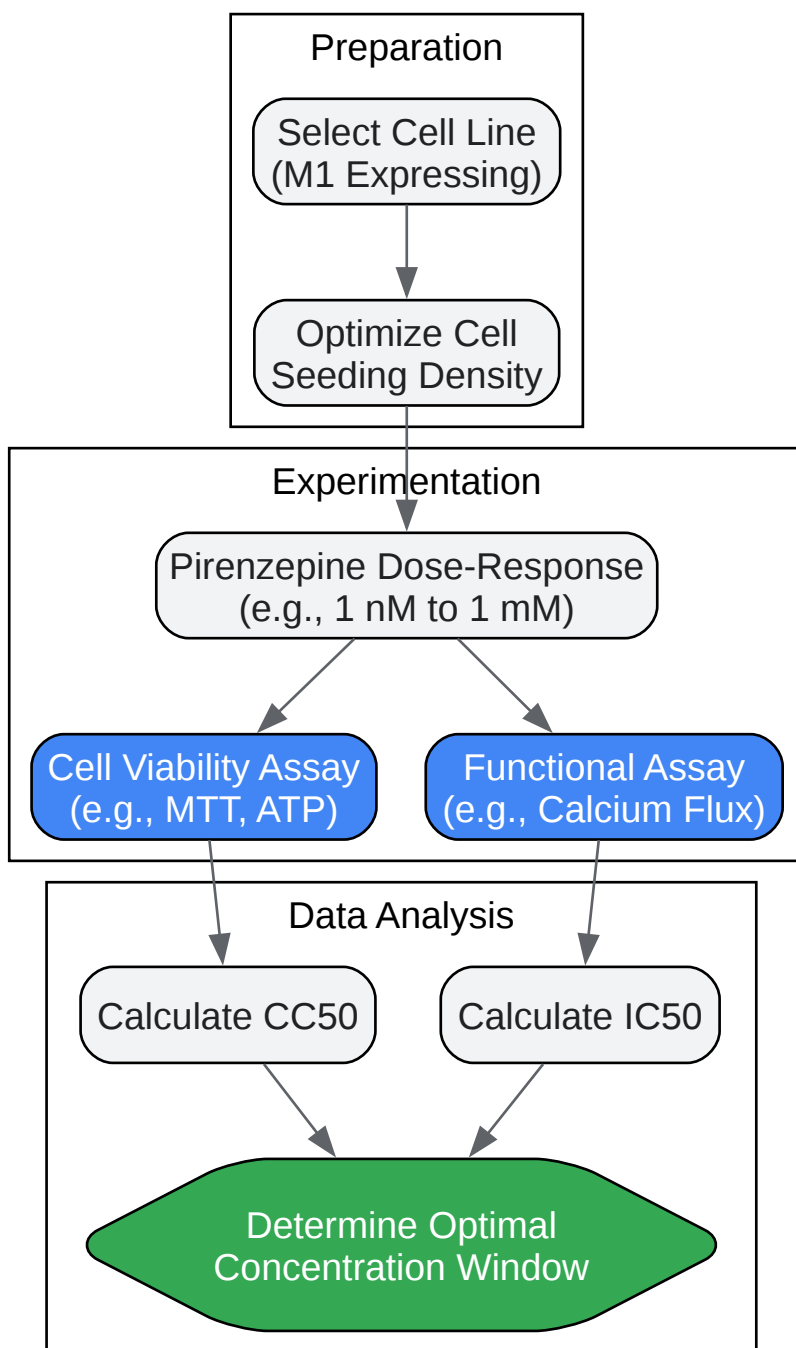 Preparation
Select Cell Line
(M1 Expressing)
Optimize Cell
Seeding Density
Experimentation
Pirenzepine Dose-Response
(e.g., 1 nM to 1 mM)
Cell Viability Assay
(e.g., MTT, ATP)
Functional Assay
(e.g., Calcium Flux)
Data Analysis
Calculate CC50
Calculate IC50
Determine Optimal
Concentration Window